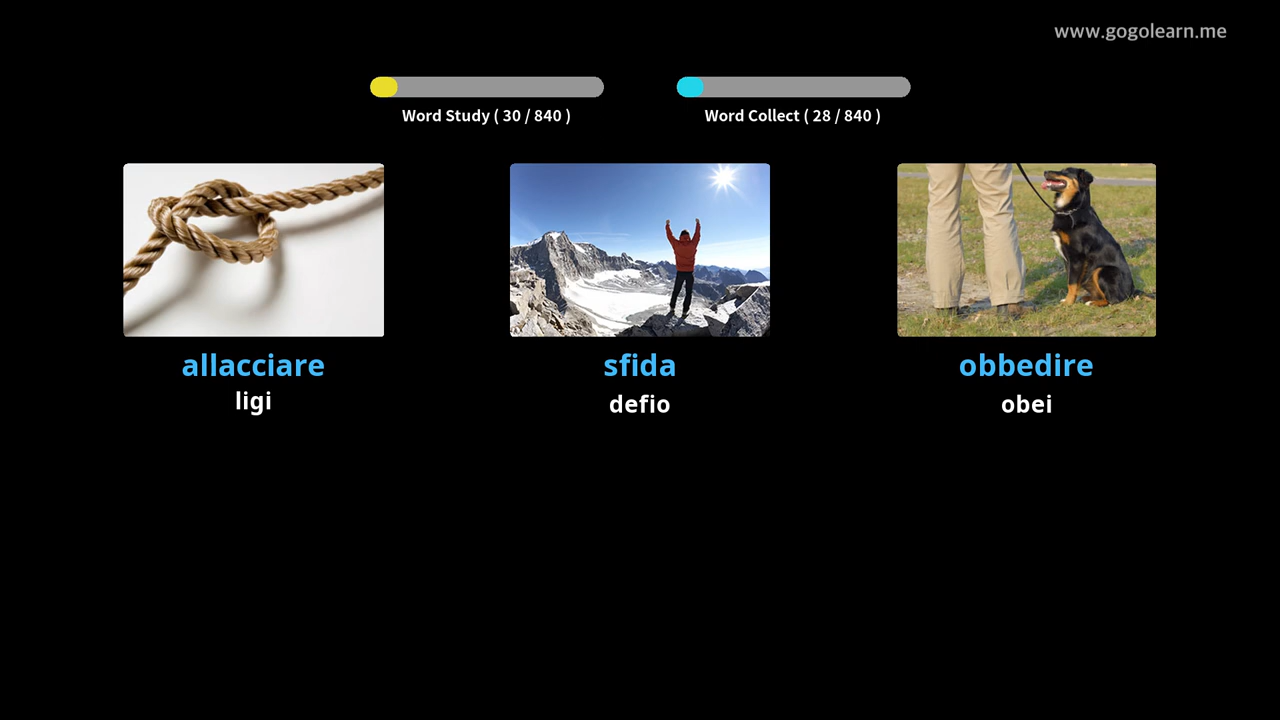 www.gogolearn.me
Word Study ( 30 / 840 )
Word Collect ( 28 / 840 )
allacciare
ligi
sfida
defio
obbedire
obei